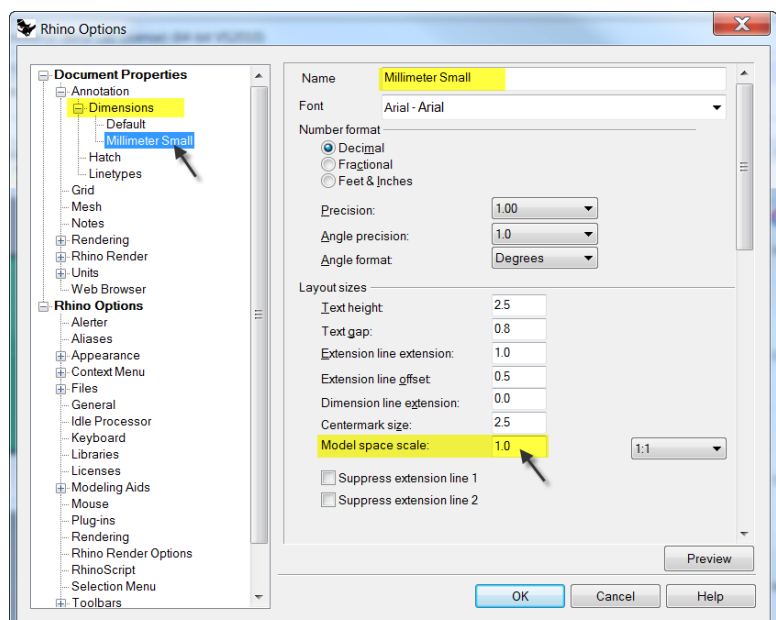 Rhino Options
Document Properties
Annotation
Dimensions
Default
Millimeter Small
Hatch
Linetypes
Grid
Mesh
Notes
Rendering
Rhino Render
Units
Web Browser
Rhino Options
Alerter
Aliases
Appearance
Context Menu
Files
General
Idle Processor
Keyboard
Libraries
Licenses
Modeling Aids
Mouse
Plug-ins
Rendering
Rhino Render Options
RhinoScript
Selection Menu
Toolbars
Name Millimeter Small
Font Arial - Arial
Number format
Decimal
Fractional
Feet & Inches
Precision: 1.00
Angle precision: 1.0
Angle format: Degrees
Layout sizes
Text height: 2.5
Text gap: 0.8
Extension line extension: 1.0
Extension line offset: 0.5
Dimension line extension: 0.0
Centermark size: 2.5
Model space scale: 1.0 1:1
Suppress extension line 1
Suppress extension line 2
Preview
OK Cancel Help